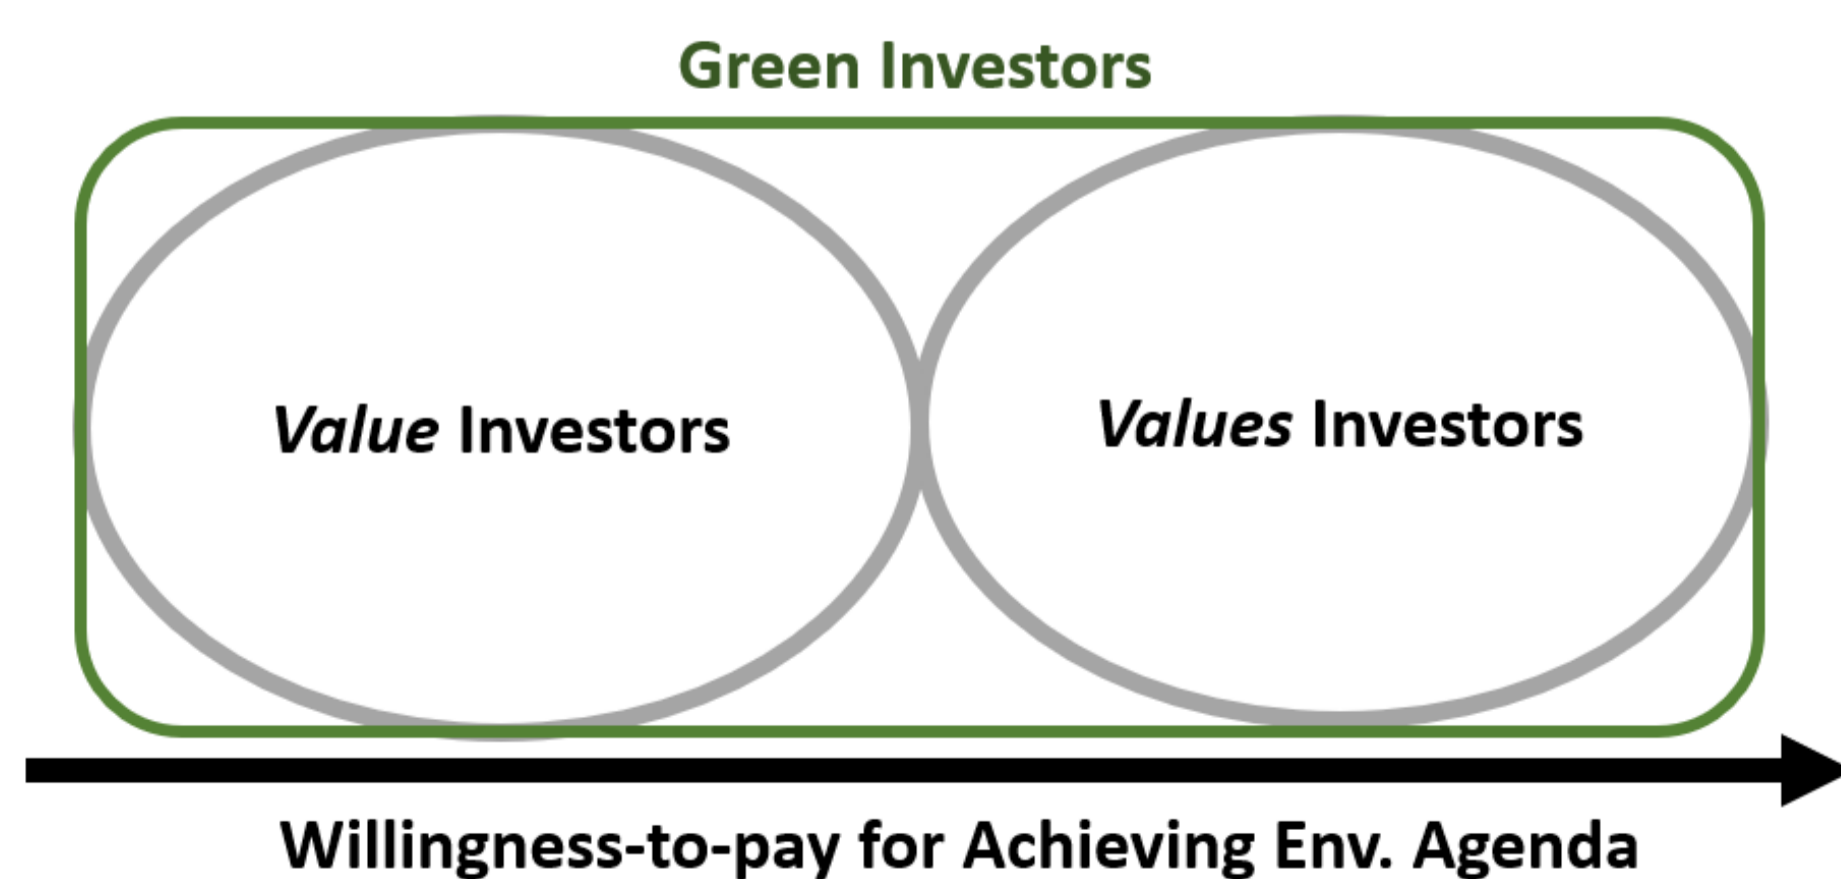 Green Investors
Value Investors
Values Investors
Willingness-to-pay for Achieving Env. Agenda